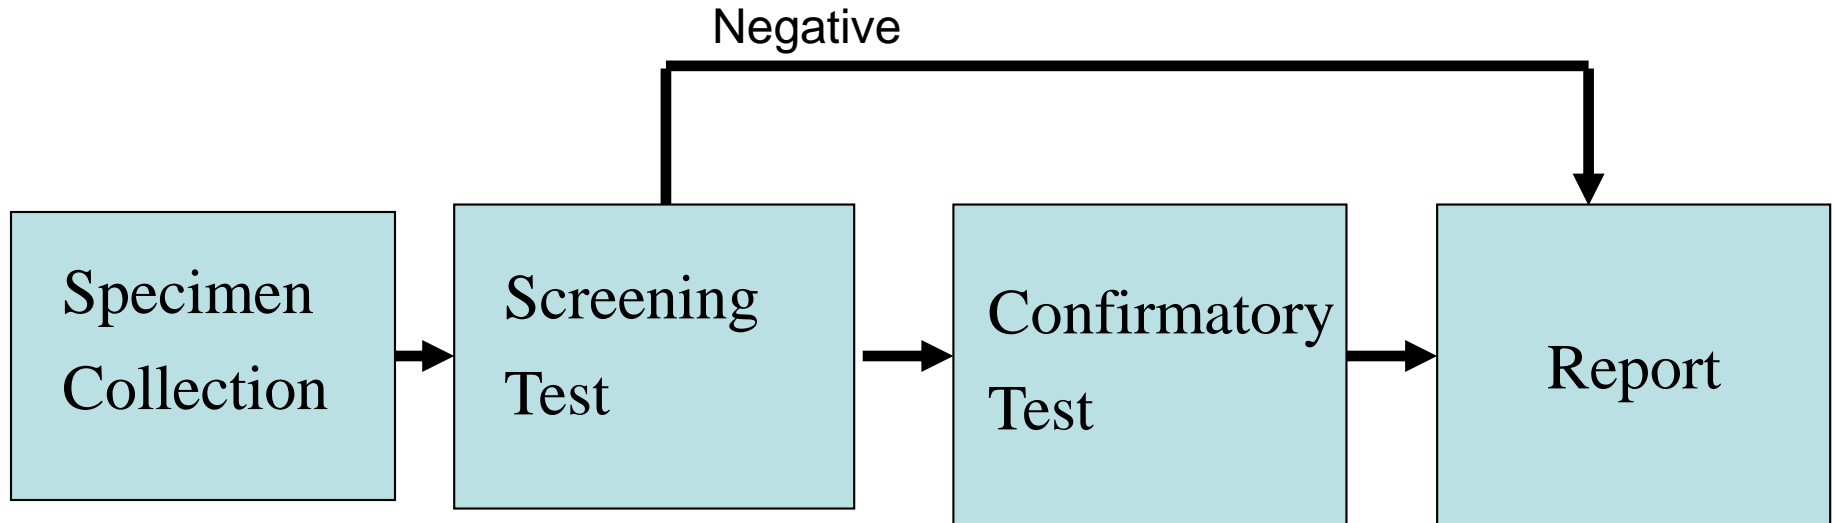 Negative
Specimen
Collection
Screening
Test
Confirmatory
Test
Report